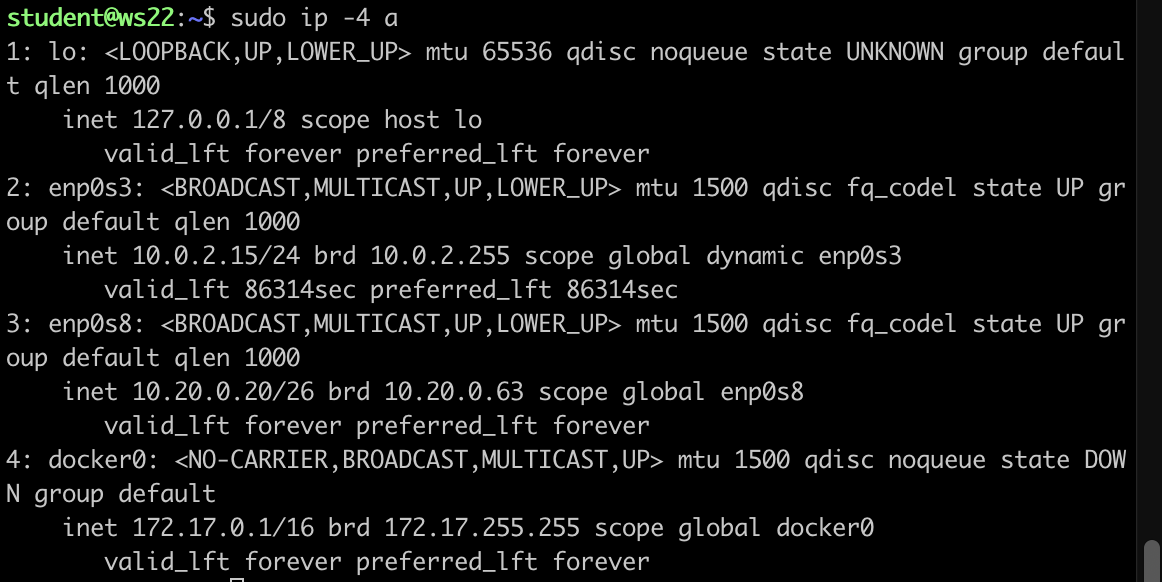 student@ws22:~$ sudo ip -4 a
1: lo: <LOOPBACK,UP,LOWER_UP> mtu 65536 qdisc noqueue state UNKNOWN group defaul
t qlen 1000
    inet 127.0.0.1/8 scope host lo
       valid_lft forever preferred_lft forever
2: enp0s3: <BROADCAST,MULTICAST,UP,LOWER_UP> mtu 1500 qdisc fq_codel state UP gr
oup default qlen 1000
    inet 10.0.2.15/24 brd 10.0.2.255 scope global dynamic enp0s3
       valid_lft 86314sec preferred_lft 86314sec
3: enp0s8: <BROADCAST,MULTICAST,UP,LOWER_UP> mtu 1500 qdisc fq_codel state UP gr
oup default qlen 1000
    inet 10.20.0.20/26 brd 10.20.0.63 scope global enp0s8
       valid_lft forever preferred_lft forever
4: docker0: <NO-CARRIER,BROADCAST,MULTICAST,UP> mtu 1500 qdisc noqueue state DOW
N group default
    inet 172.17.0.1/16 brd 172.17.255.255 scope global docker0
       valid_lft forever preferred_lft forever